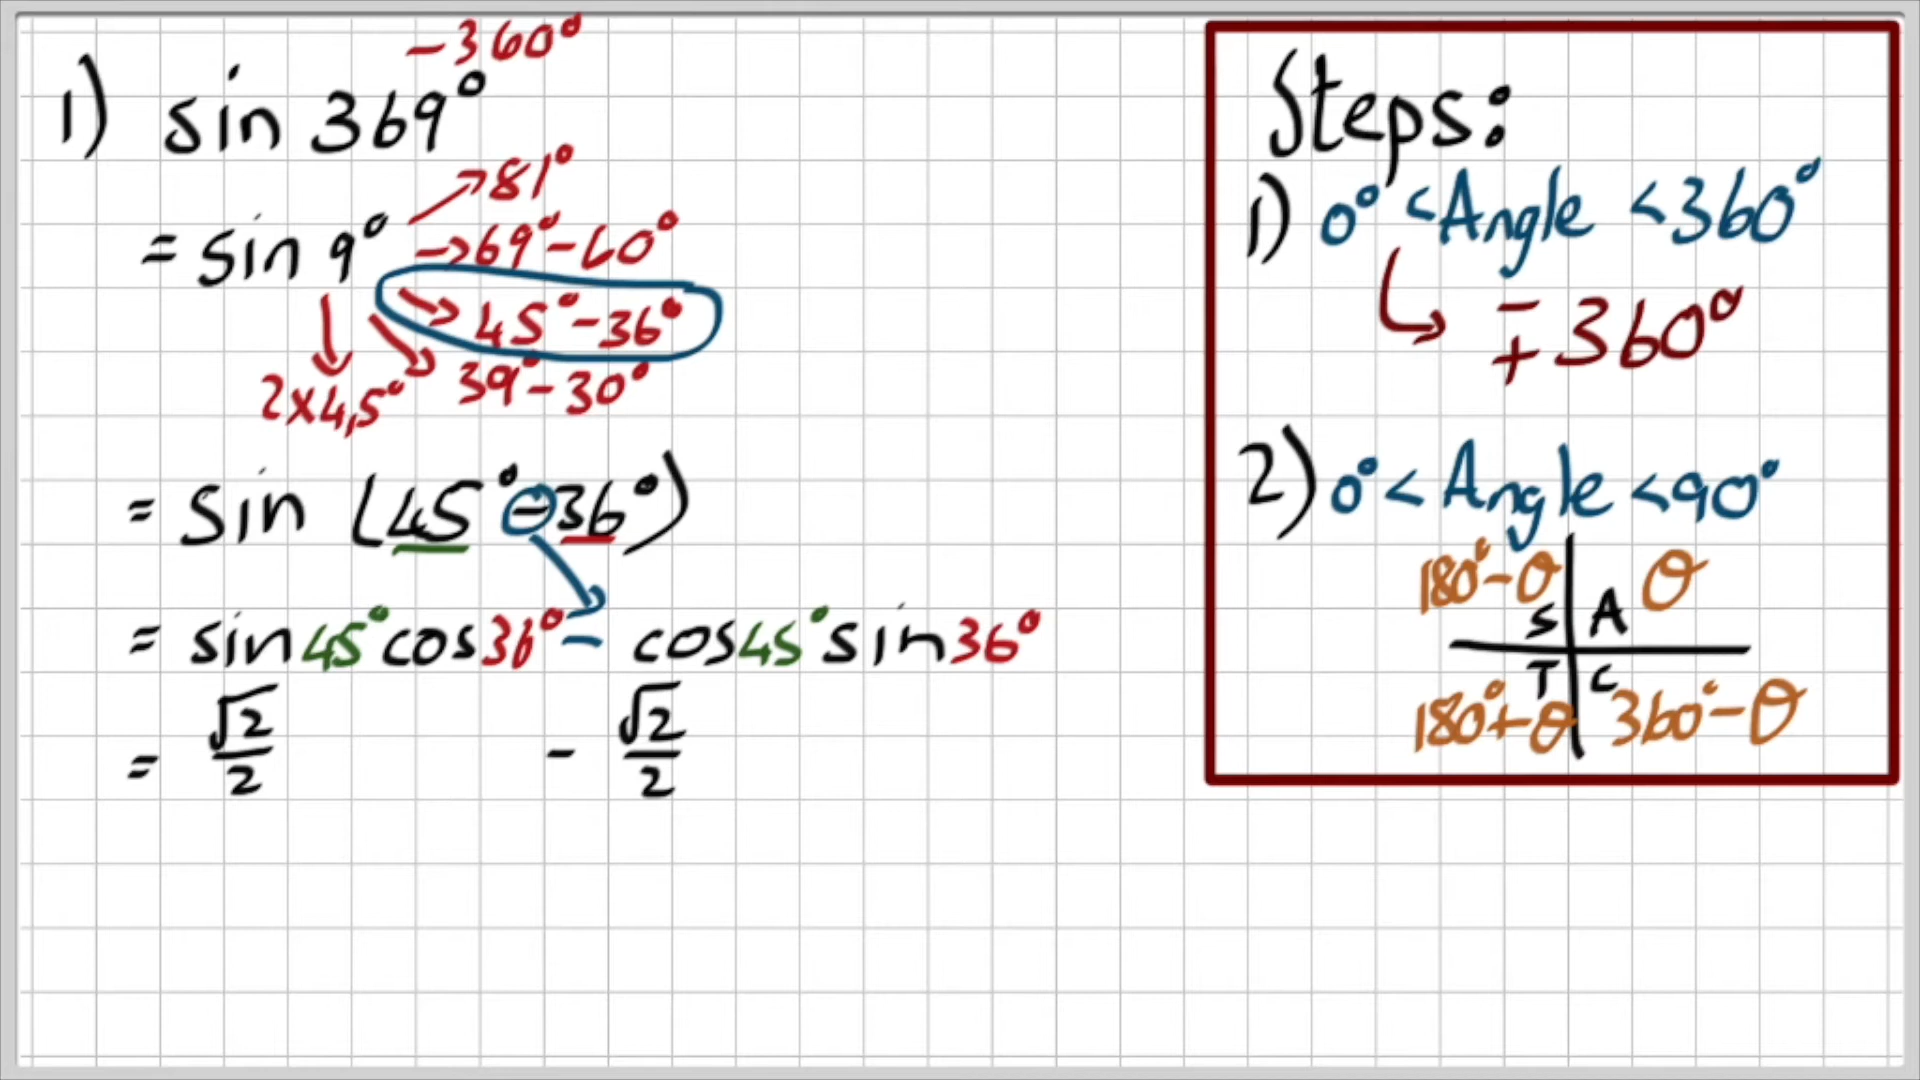 -360°
1) sin 369°
→81°
= sin 9° →69°-60°
→ 45°-36°
2×4,5° 39°-30°
= sin (45°-36°)
= sin45°cos36° - cos45°sin36°
= √2/2 - √2/2
Steps:
1) 0° < Angle < 360°
-
+ 360°
2) 0° < Angle < 90°
180°-θ θ
S A
T C
180°+θ 360°-θ